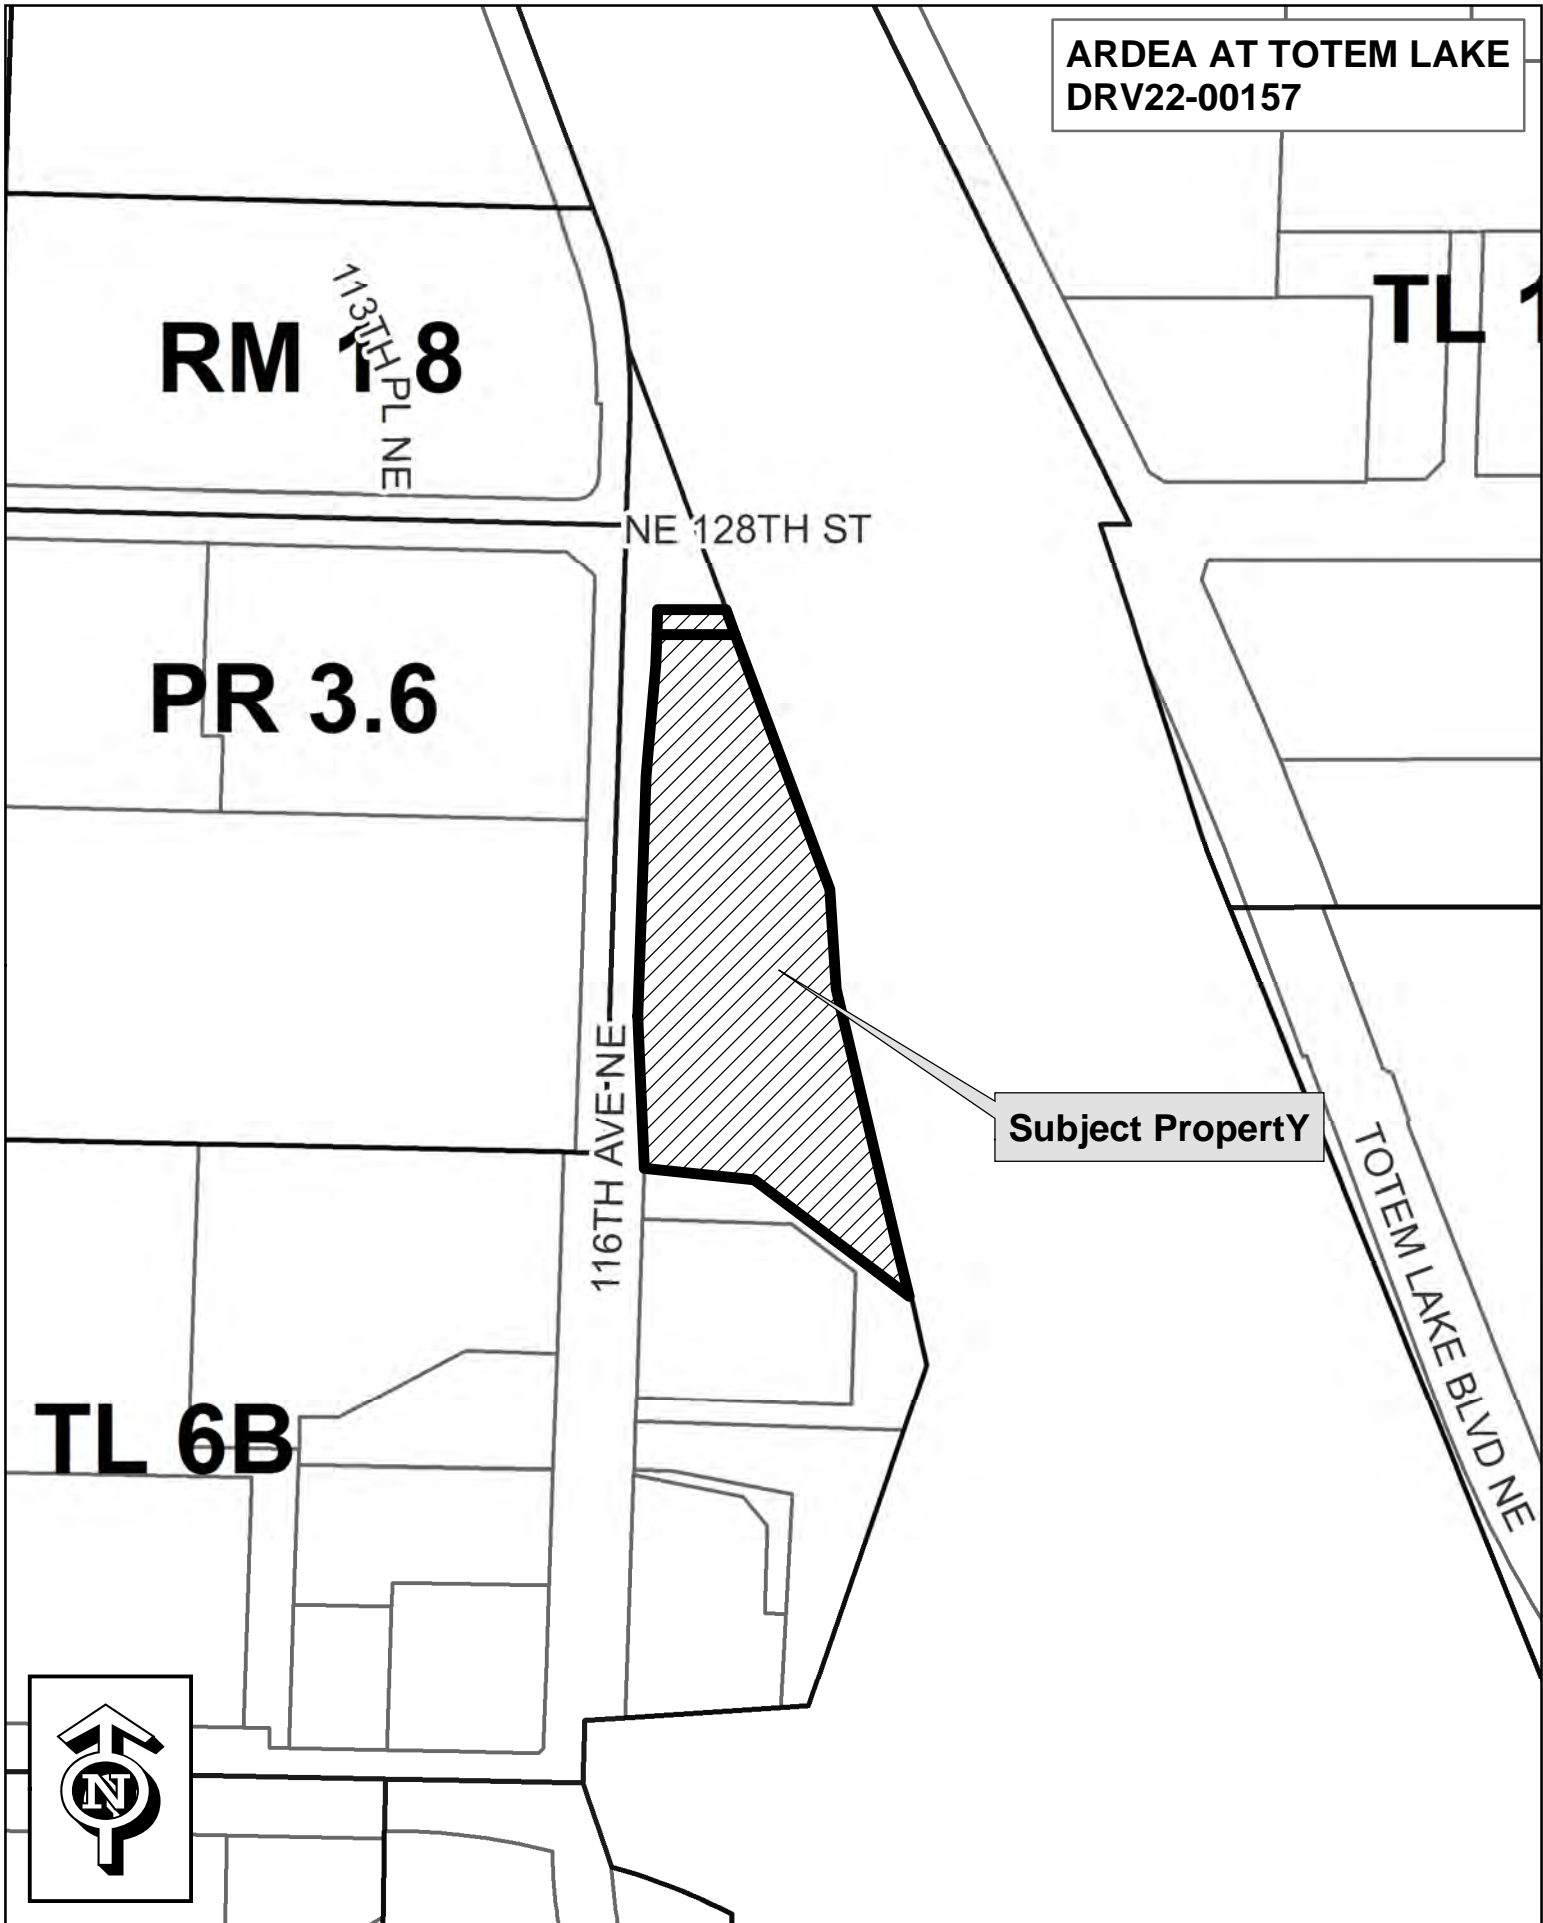 ARDEA AT TOTEM LAKE
DRV22-00157
TL 1
113TH PL NE
RM 1.8
NE 128TH ST
PR 3.6
116TH AVE NE
Subject PropertY
TOTEM LAKE BLVD NE
TL 6B
N